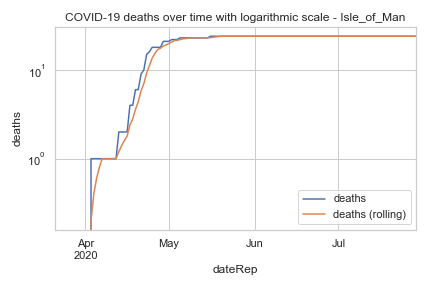 COVID-19 deaths over time with logarithmic scale - Isle_of_Man
deaths
10¹
10⁰
deaths
deaths (rolling)
Apr
2020
May
Jun
Jul
dateRep